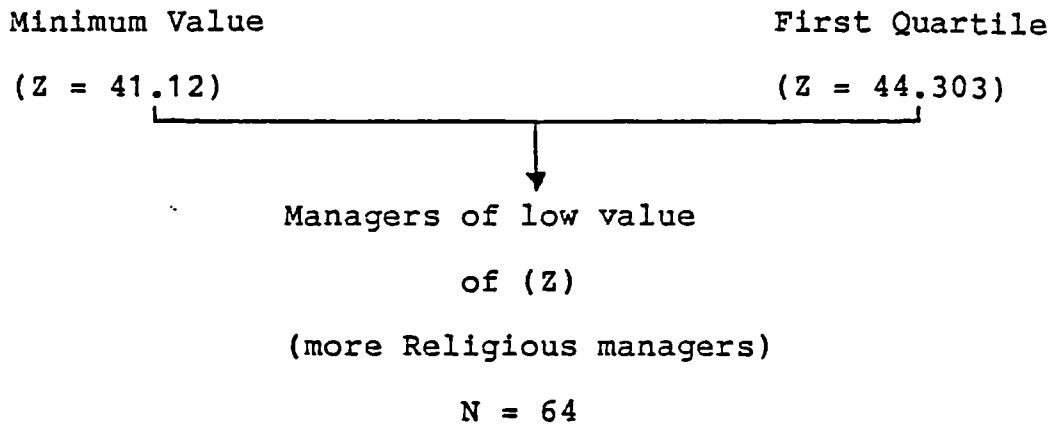 Minimum Value First Quartile
(Z = 41.12) (Z = 44.303)
Managers of low value
of (Z)
(more Religious managers)
N = 64